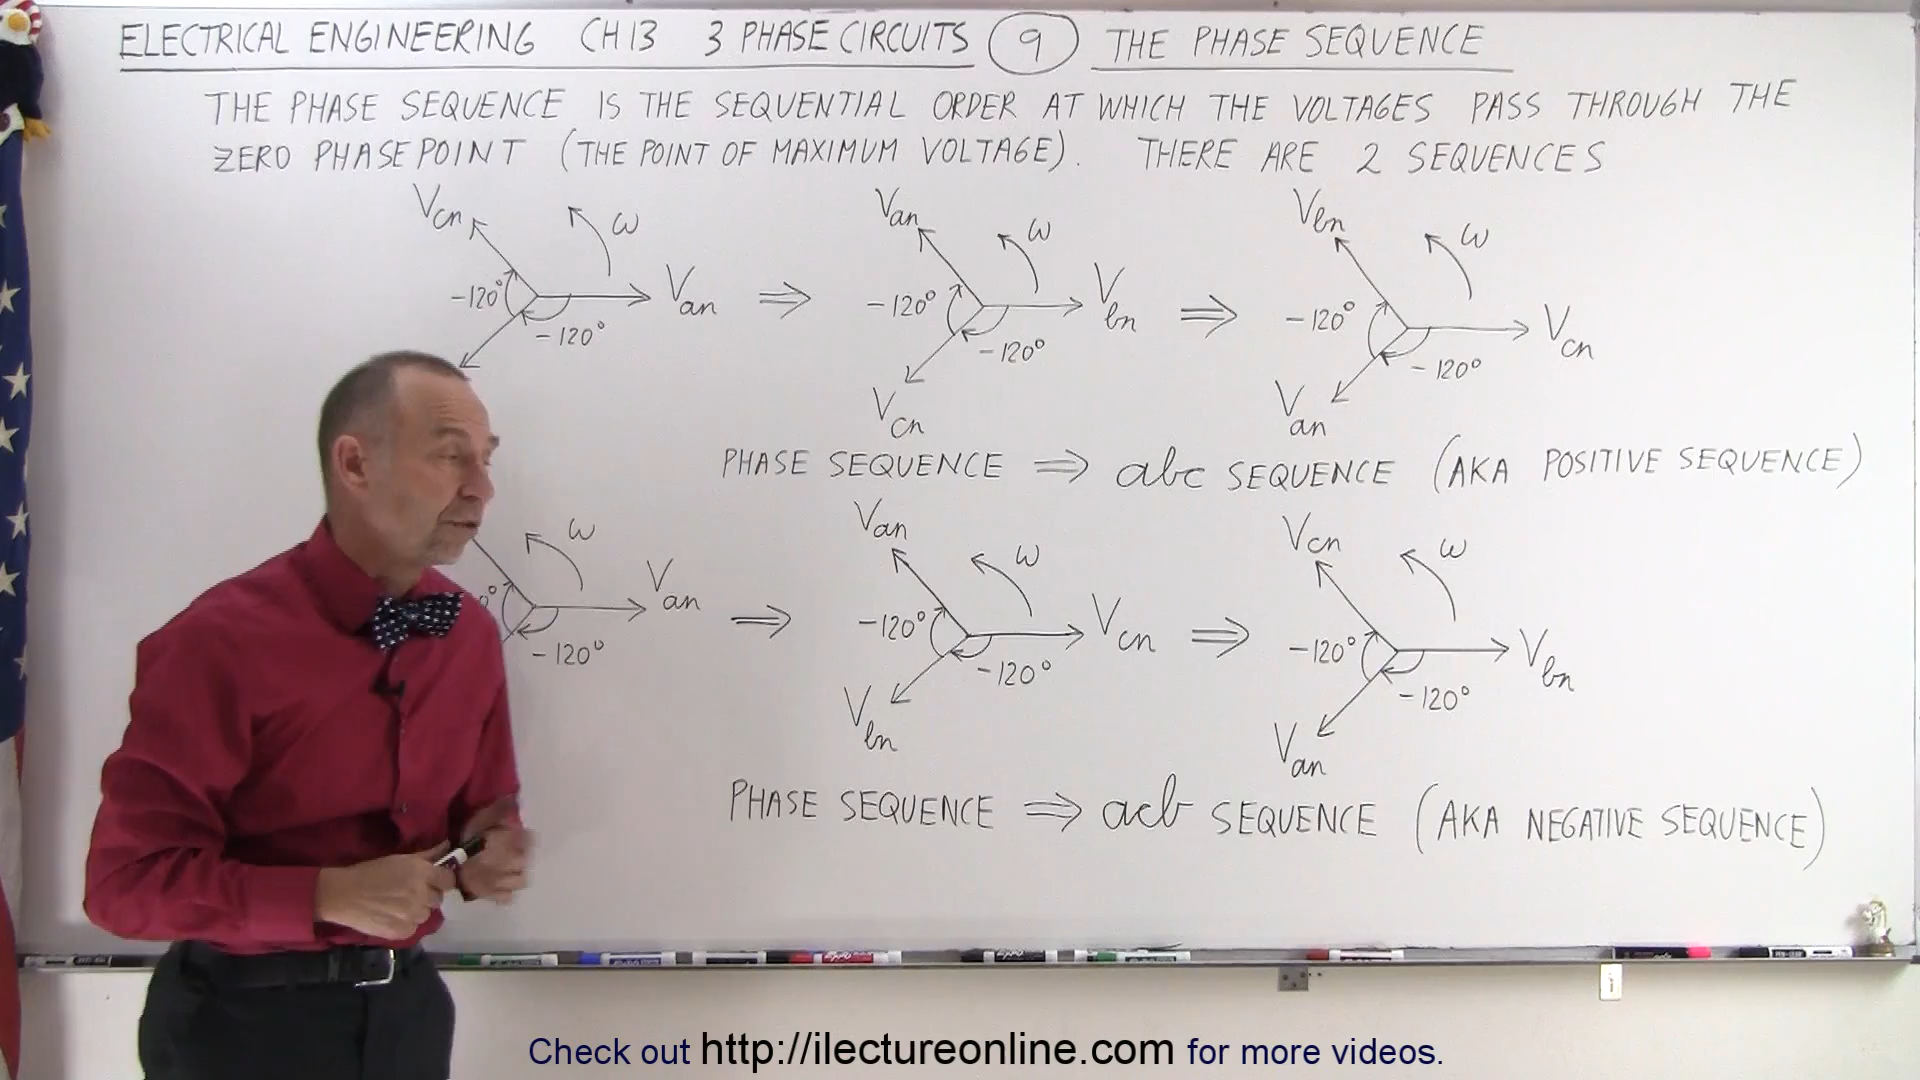 ELECTRICAL ENGINEERING CH 13 3 PHASE CIRCUITS 9 THE PHASE SEQUENCE
THE PHASE SEQUENCE IS THE SEQUENTIAL ORDER AT WHICH THE VOLTAGES PASS THROUGH THE
ZERO PHASE POINT (THE POINT OF MAXIMUM VOLTAGE). THERE ARE 2 SEQUENCES
Vcn ω Van ω Vbn ω
-120° Van ⇒ -120° Vbn ⇒ -120° Vcn
-120° -120° -120°
Vcn Van
PHASE SEQUENCE ⇒ abc SEQUENCE (AKA POSITIVE SEQUENCE)
ω Van ω Vcn ω
Van ⇒ -120° Vcn ⇒ -120° Vbn
-120° -120° -120°
Vbn Van
PHASE SEQUENCE ⇒ acb SEQUENCE (AKA NEGATIVE SEQUENCE)
Check out http://ilectureonline.com for more videos.